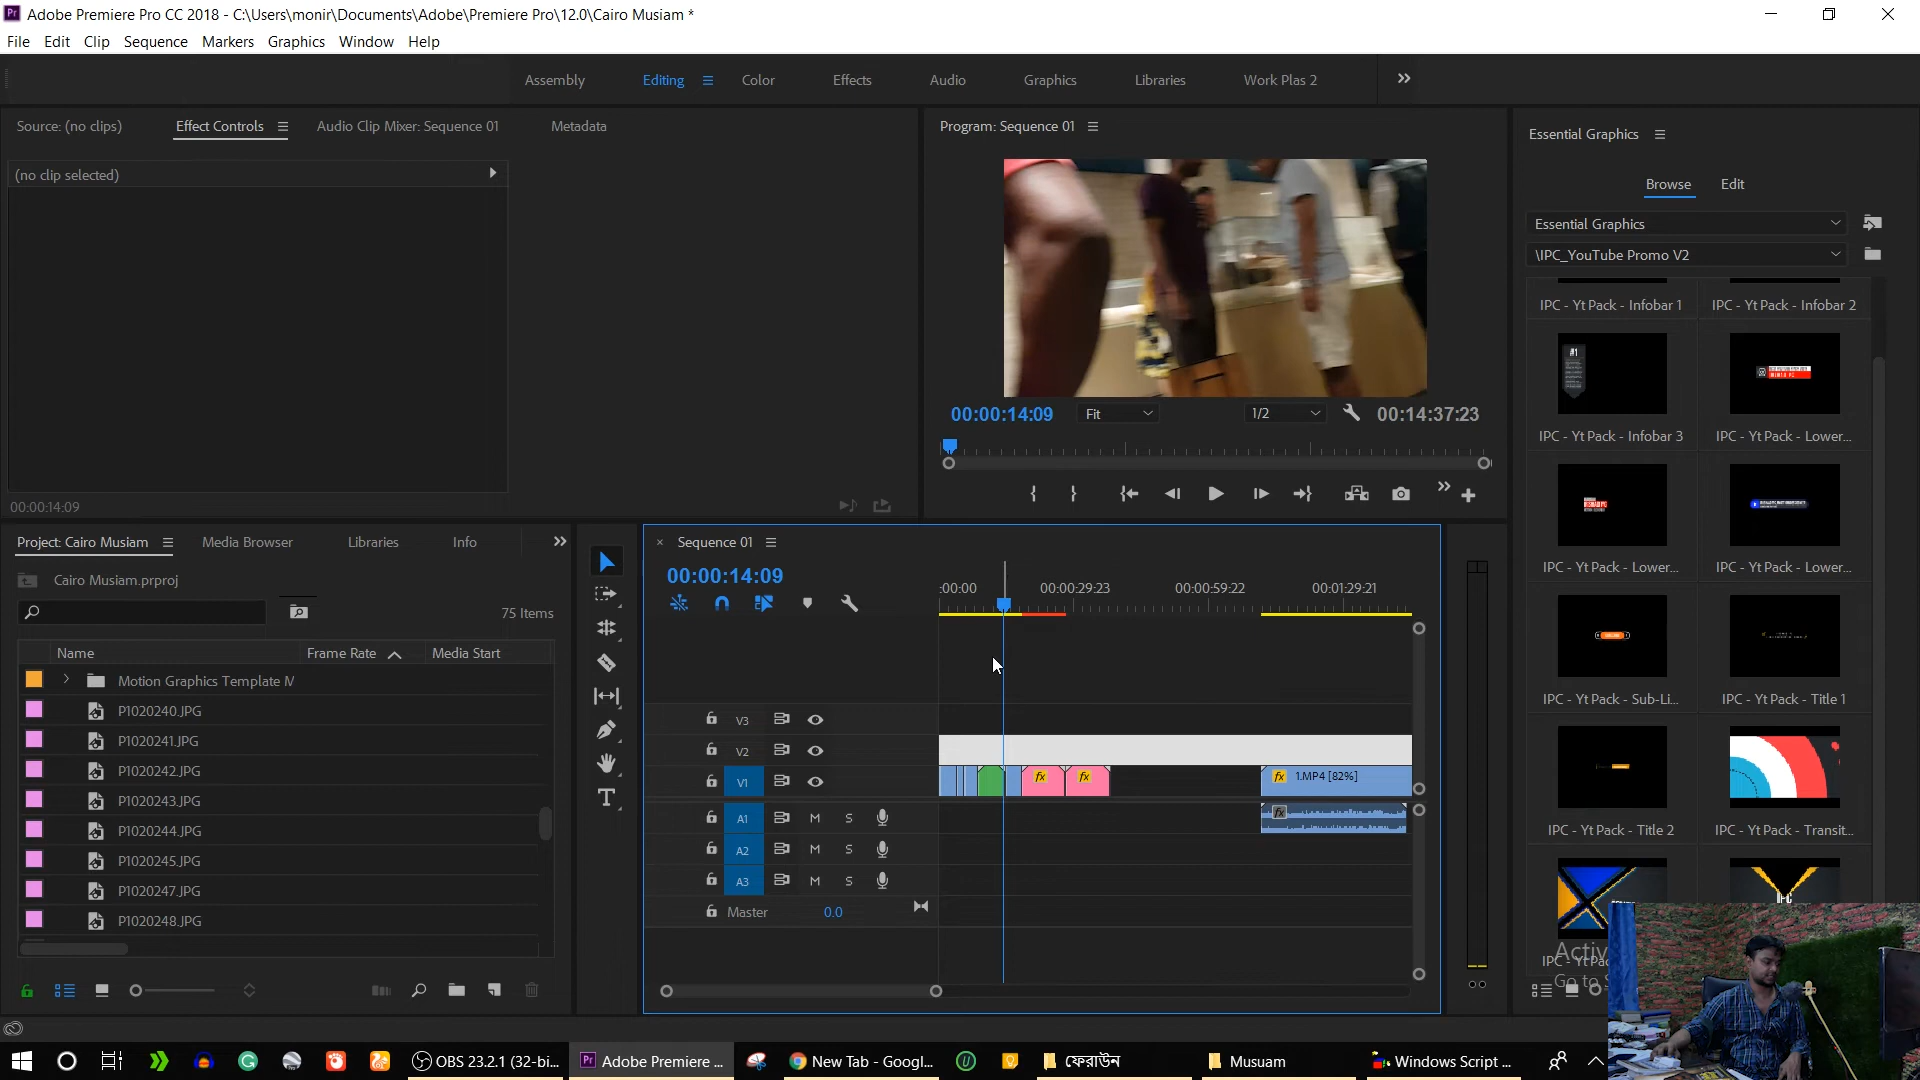 Adobe Premiere Pro CC 2018 - C:\Users\monir\Documents\Adobe\Premiere Pro\12.0\Cairo Musiam *
File Edit Clip Sequence Markers Graphics Window Help
Assembly Editing Color Effects Audio Graphics Libraries Work Plas 2
Source: (no clips) Effect Controls Audio Clip Mixer: Sequence 01 Metadata
(no clip selected)
00:00:14:09
Program: Sequence 01
00:00:14:09 Fit 1/2 00:14:37:23
Essential Graphics
Browse Edit
Essential Graphics
\IPC_YouTube Promo V2
IPC - Yt Pack - Infobar 1 IPC - Yt Pack - Infobar 2
#1
IPC - Yt Pack - Infobar 3 IPC - Yt Pack - Lower...
IPC - Yt Pack - Lower... IPC - Yt Pack - Lower...
IPC - Yt Pack - Sub-Li... IPC - Yt Pack - Title 1
IPC - Yt Pack - Title 2 IPC - Yt Pack - Transit...
Project: Cairo Musiam Media Browser Libraries Info
Cairo Musiam.prproj
75 Items
Name Frame Rate Media Start
Motion Graphics Template M
P1020240.JPG
P1020241.JPG
P1020242.JPG
P1020243.JPG
P1020244.JPG
P1020245.JPG
P1020247.JPG
P1020248.JPG
× Sequence 01
00:00:14:09
:00:00 00:00:29:23 00:00:59:22 00:01:29:21
V3
V2
V1 fx fx fx 1.MP4 [82%]
A1 M S fx
A2 M S
A3 M S
Master 0.0
Activ
Go to S
OBS 23.2.1 (32-bi... Adobe Premiere ... New Tab - Googl... ফেরাউন Musuam Windows Script ...